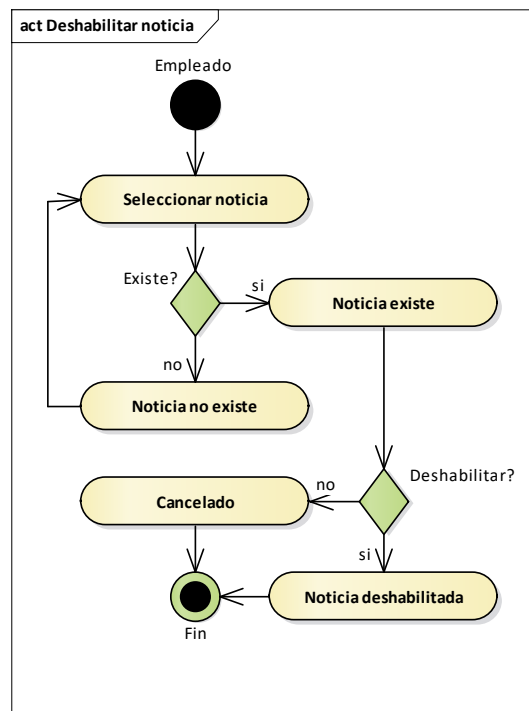 act Deshabilitar noticia
Empleado
Seleccionar noticia
Existe?
si
Noticia existe
no
Noticia no existe
Deshabilitar?
no
Cancelado
si
Noticia deshabilitada
Fin